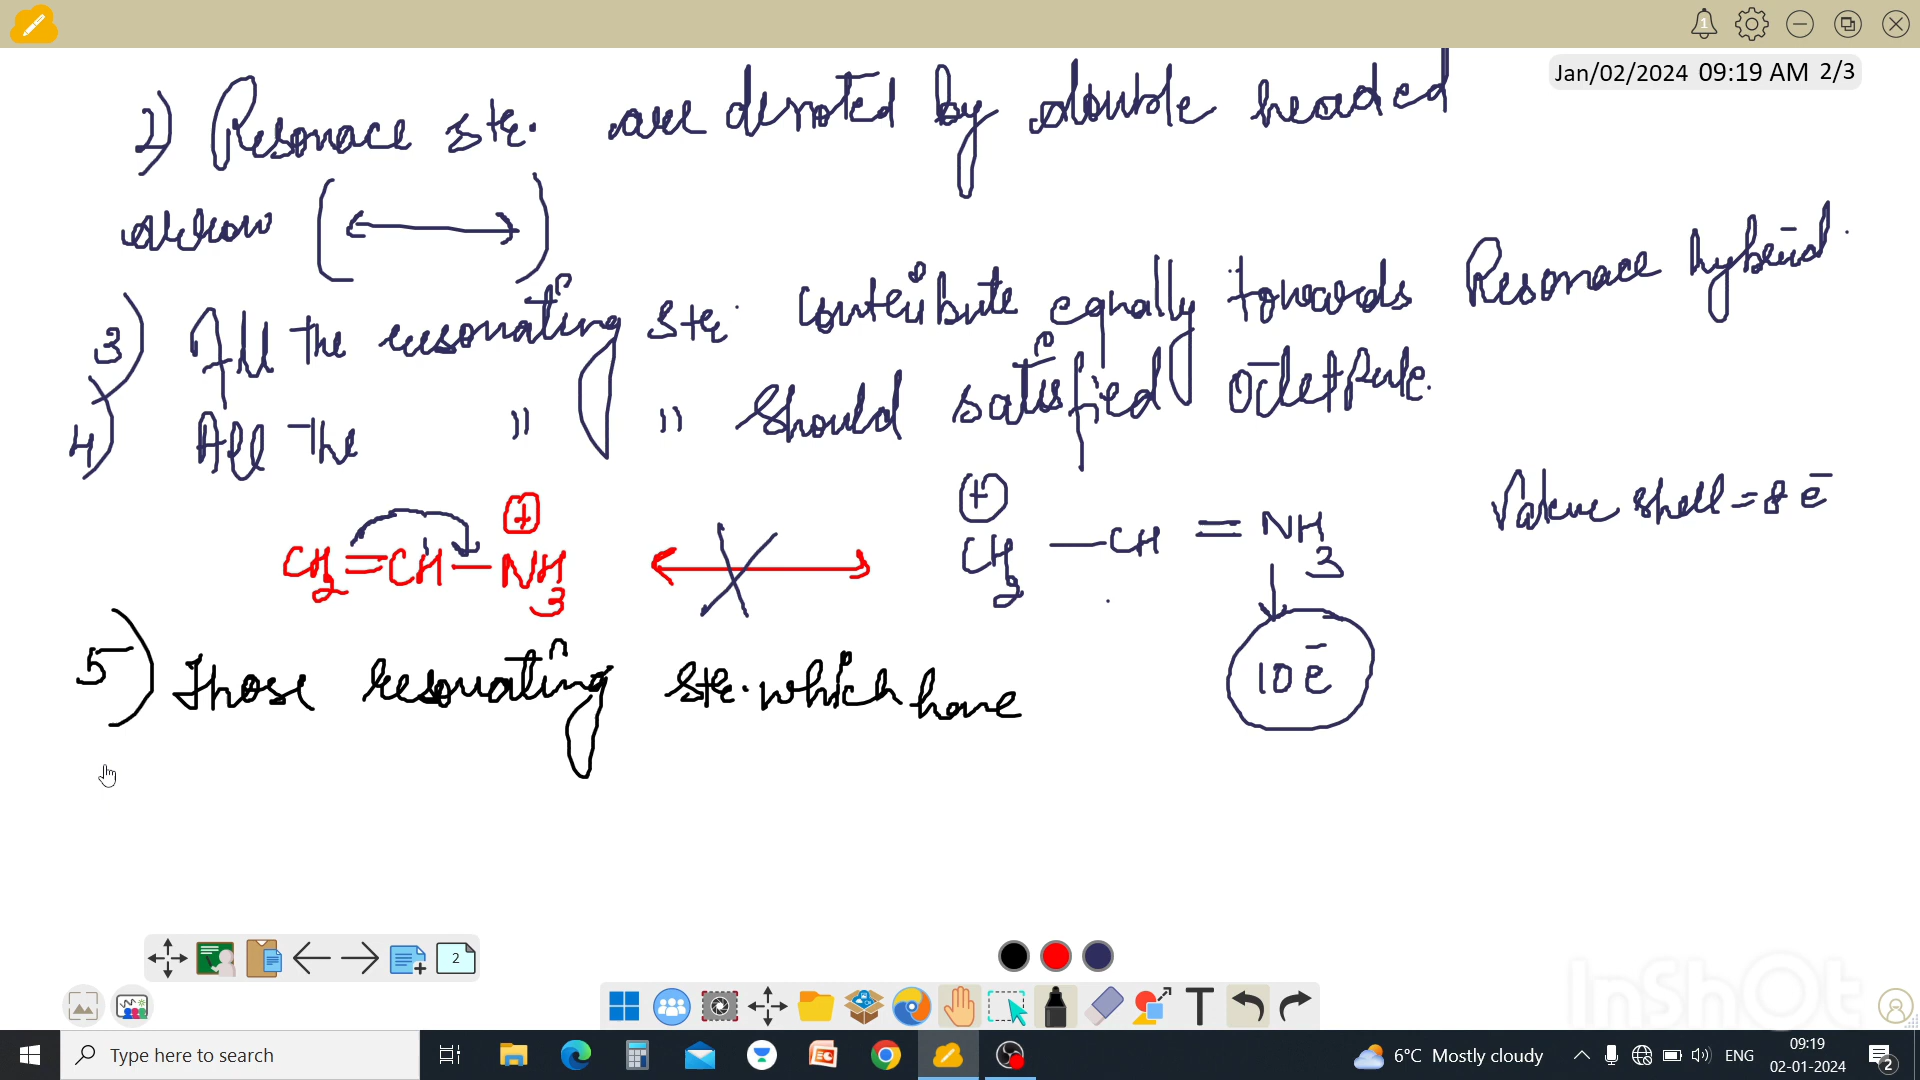 Jan/02/2024 09:19 AM 2/3
2) Resonace str. are denoted by double headed
arrow (⟷)
3) All the resonating str. contribute equally towards Resonace hybrid.
4) All the " " should satisfied Octet Rule.
Valence shell = 8 e⁻
CH₂=CH—NH₃ ⊕ ⟷ ⊕ CH₂—CH=NH₃
10 e⁻
5) Those resonating str. which have
2
InShOt
Type here to search
6°C Mostly cloudy
ENG
09:19
02-01-2024
2